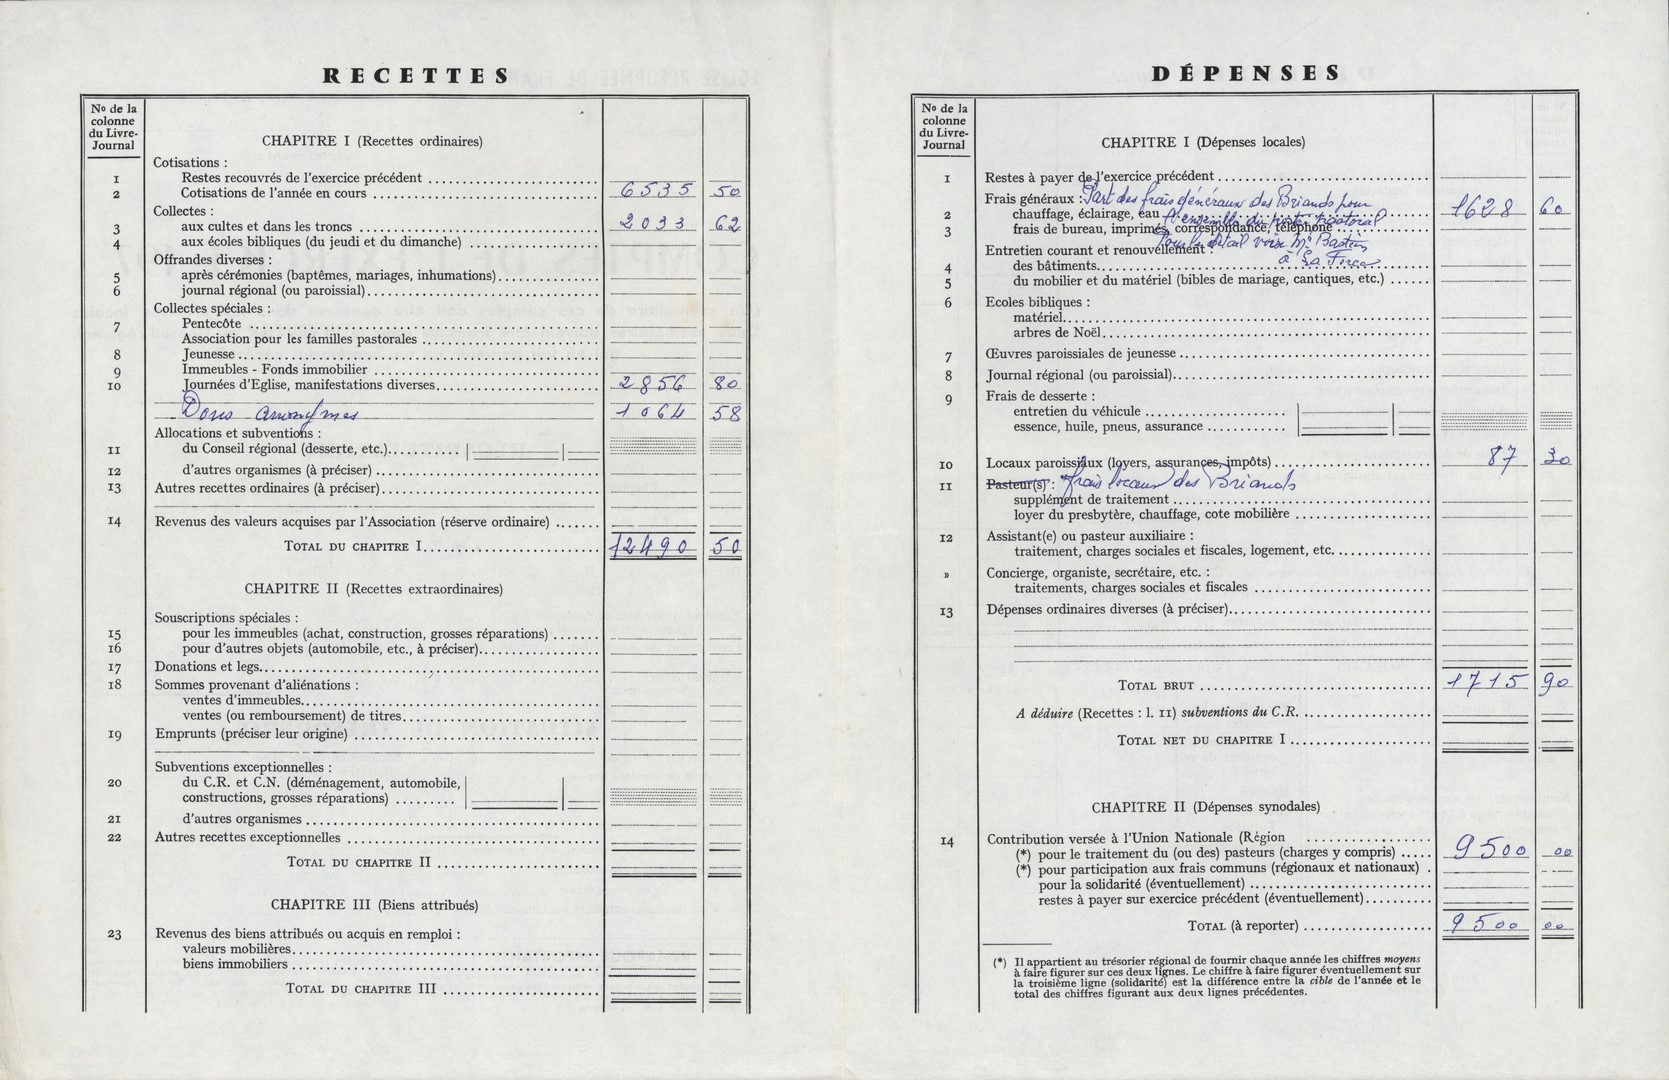 RECETTES
No de la colonne du Livre-Journal
CHAPITRE I (Recettes ordinaires)
Cotisations :
1 Restes recouvrés de l'exercice précédent
2 Cotisations de l'année en cours 6535 50
Collectes :
3 aux cultes et dans les troncs 2033 62
4 aux écoles bibliques (du jeudi et du dimanche)
Offrandes diverses :
5 après cérémonies (baptêmes, mariages, inhumations)
6 journal régional (ou paroissial)
Collectes spéciales :
7 Pentecôte
Association pour les familles pastorales
8 Jeunesse
9 Immeubles - Fonds immobilier
10 Journées d'Eglise, manifestations diverses 2856 80
Dons anonymes 1064 58
Allocations et subventions :
11 du Conseil régional (desserte, etc.)
12 d'autres organismes (à préciser)
13 Autres recettes ordinaires (à préciser)
14 Revenus des valeurs acquises par l'Association (réserve ordinaire)
TOTAL DU CHAPITRE I 12490 50
CHAPITRE II (Recettes extraordinaires)
Souscriptions spéciales :
15 pour les immeubles (achat, construction, grosses réparations)
16 pour d'autres objets (automobile, etc., à préciser)
17 Donations et legs
18 Sommes provenant d'aliénations :
ventes d'immeubles
ventes (ou remboursement) de titres
19 Emprunts (préciser leur origine)
Subventions exceptionnelles :
20 du C.R. et C.N. (déménagement, automobile,
constructions, grosses réparations)
21 d'autres organismes
22 Autres recettes exceptionnelles
TOTAL DU CHAPITRE II
CHAPITRE III (Biens attribués)
23 Revenus des biens attribués ou acquis en remploi :
valeurs mobilières
biens immobiliers
TOTAL DU CHAPITRE III
DÉPENSES
No de la colonne du Livre-Journal
CHAPITRE I (Dépenses locales)
1 Restes à payer de l'exercice précédent
Frais généraux : Part des frais généraux des Briands pour
2 chauffage, éclairage, eau l'ensemble du poste pastoral 1628 60
3 frais de bureau, imprimés, correspondance, téléphone
Entretien courant et renouvellement : Pour le détail voir Mr Bastien
à La Force
4 des bâtiments
5 du mobilier et du matériel (bibles de mariage, cantiques, etc.)
6 Ecoles bibliques :
matériel
arbres de Noël
7 Œuvres paroissiales de jeunesse
8 Journal régional (ou paroissial)
9 Frais de desserte :
entretien du véhicule
essence, huile, pneus, assurance
10 Locaux paroissiaux (loyers, assurances, impôts) 87 30
11 Pasteur(s) : frais locaux des Briands
supplément de traitement
loyer du presbytère, chauffage, cote mobilière
12 Assistant(e) ou pasteur auxiliaire :
traitement, charges sociales et fiscales, logement, etc.
» Concierge, organiste, secrétaire, etc. :
traitements, charges sociales et fiscales
13 Dépenses ordinaires diverses (à préciser)
TOTAL BRUT 1715 90
A déduire (Recettes : l. 11) subventions du C.R.
TOTAL NET DU CHAPITRE I
CHAPITRE II (Dépenses synodales)
14 Contribution versée à l'Union Nationale (Région
(*) pour le traitement du (ou des) pasteurs (charges y compris) 9500 00
(*) pour participation aux frais communs (régionaux et nationaux)
pour la solidarité (éventuellement)
restes à payer sur exercice précédent (éventuellement)
TOTAL (à reporter) 9500 00
(*) Il appartient au trésorier régional de fournir chaque année les chiffres moyens
à faire figurer sur ces deux lignes. Le chiffre à faire figurer éventuellement sur
la troisième ligne (solidarité) est la différence entre la cible de l'année et le
total des chiffres figurant aux deux lignes précédentes.